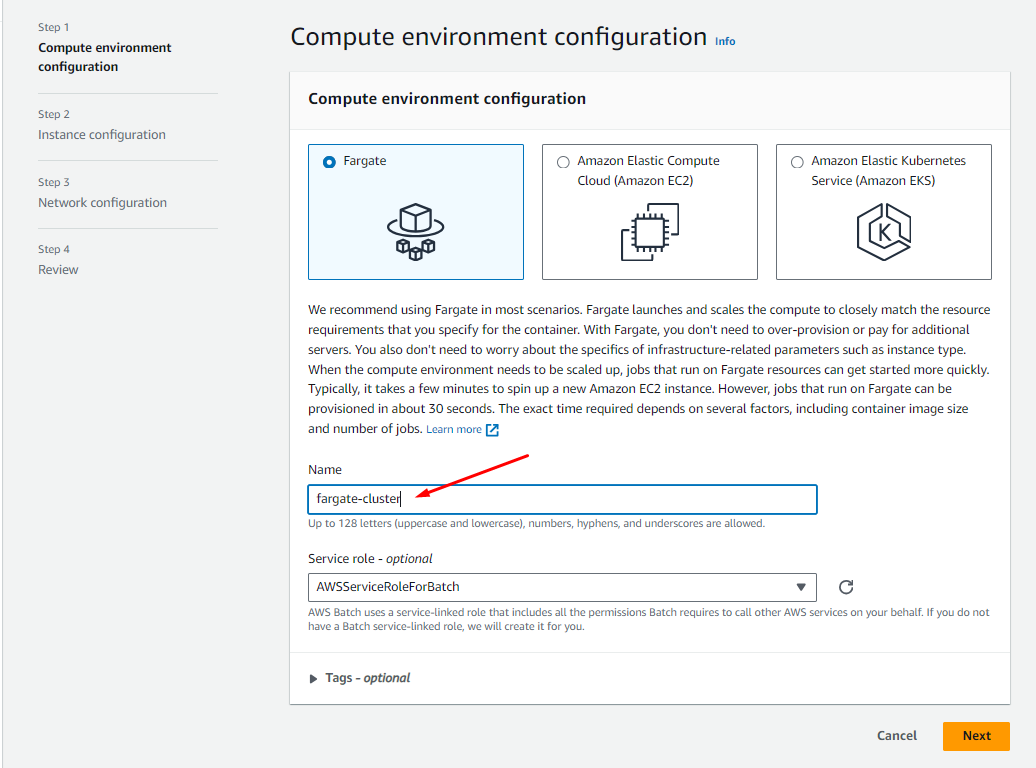 Step 1
Compute environment
configuration
Step 2
Instance configuration
Step 3
Network configuration
Step 4
Review
Compute environment configuration Info
Compute environment configuration
Fargate
Amazon Elastic Compute
Cloud (Amazon EC2)
Amazon Elastic Kubernetes
Service (Amazon EKS)
K
We recommend using Fargate in most scenarios. Fargate launches and scales the compute to closely match the resource
requirements that you specify for the container. With Fargate, you don't need to over-provision or pay for additional
servers. You also don't need to worry about the specifics of infrastructure-related parameters such as instance type.
When the compute environment needs to be scaled up, jobs that run on Fargate resources can get started more quickly.
Typically, it takes a few minutes to spin up a new Amazon EC2 instance. However, jobs that run on Fargate can be
provisioned in about 30 seconds. The exact time required depends on several factors, including container image size
and number of jobs. Learn more
Name
fargate-cluster
Up to 128 letters (uppercase and lowercase), numbers, hyphens, and underscores are allowed.
Service role - optional
AWSServiceRoleForBatch
AWS Batch uses a service-linked role that includes all the permissions Batch requires to call other AWS services on your behalf. If you do not
have a Batch service-linked role, we will create it for you.
Tags - optional
Cancel
Next